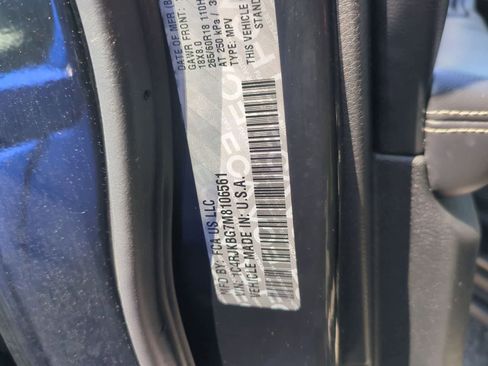 MFD BY: FCA US LLC
1C4RJKBG7M8106561
VEHICLE MADE IN: U.S.A.
DATE OF MFR
GAWR FRONT:
18X8.0
265/60R18 110H
AT 250 kPa /
TYPE: MPV
THIS VEHICLE
STAND